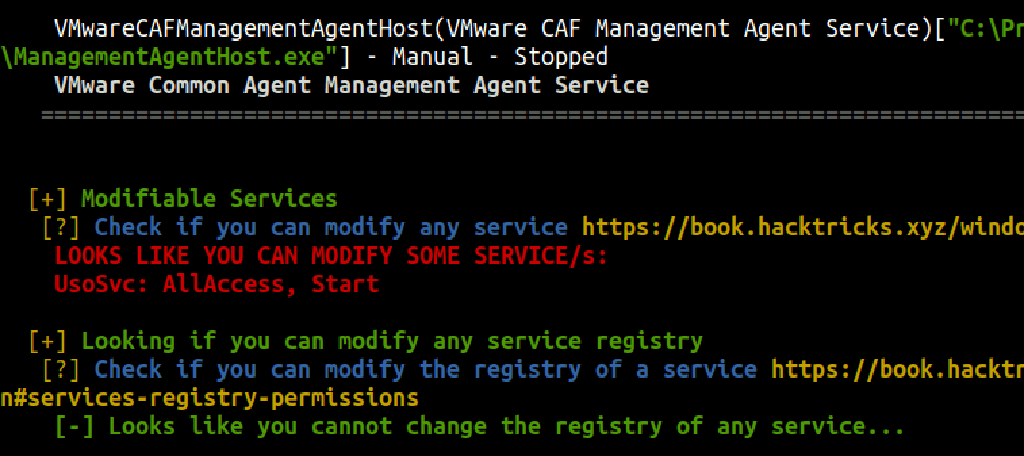 VMwareCAFManagementAgentHost(VMware CAF Management Agent Service)["C:\Pr
\ManagementAgentHost.exe"] - Manual - Stopped
VMware Common Agent Management Agent Service
=========================================================================
[+] Modifiable Services
[?] Check if you can modify any service https://book.hacktricks.xyz/windo
LOOKS LIKE YOU CAN MODIFY SOME SERVICE/s:
UsoSvc: AllAccess, Start
[+] Looking if you can modify any service registry
[?] Check if you can modify the registry of a service https://book.hacktr
n#services-registry-permissions
[-] Looks like you cannot change the registry of any service...